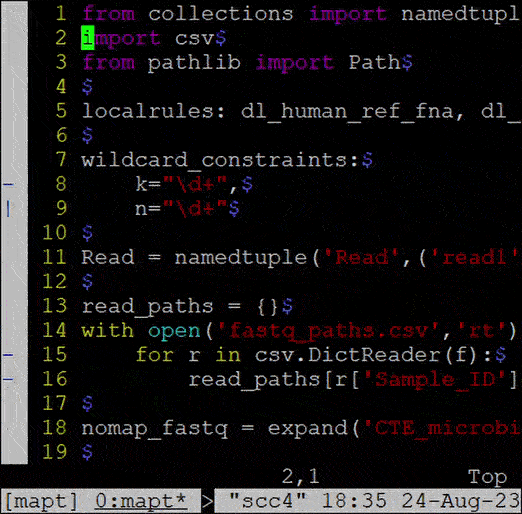 1 from collections import namedtupl
2 import csv$
3 from pathlib import Path$
4 $
5 localrules: dl_human_ref_fna, dl_
6 $
7 wildcard_constraints:$
8     k="\d+",$
9     n="\d+"$
10 $
11 Read = namedtuple('Read',('read1'
12 $
13 read_paths = {}$
14 with open('fastq_paths.csv','rt')
15     for r in csv.DictReader(f):$
16         read_paths[r['Sample_ID']
17 $
18 nomap_fastq = expand('CTE_microbi
19 $
2,1 Top
[mapt] 0:mapt* > "scc4" 18:35 24-Aug-23